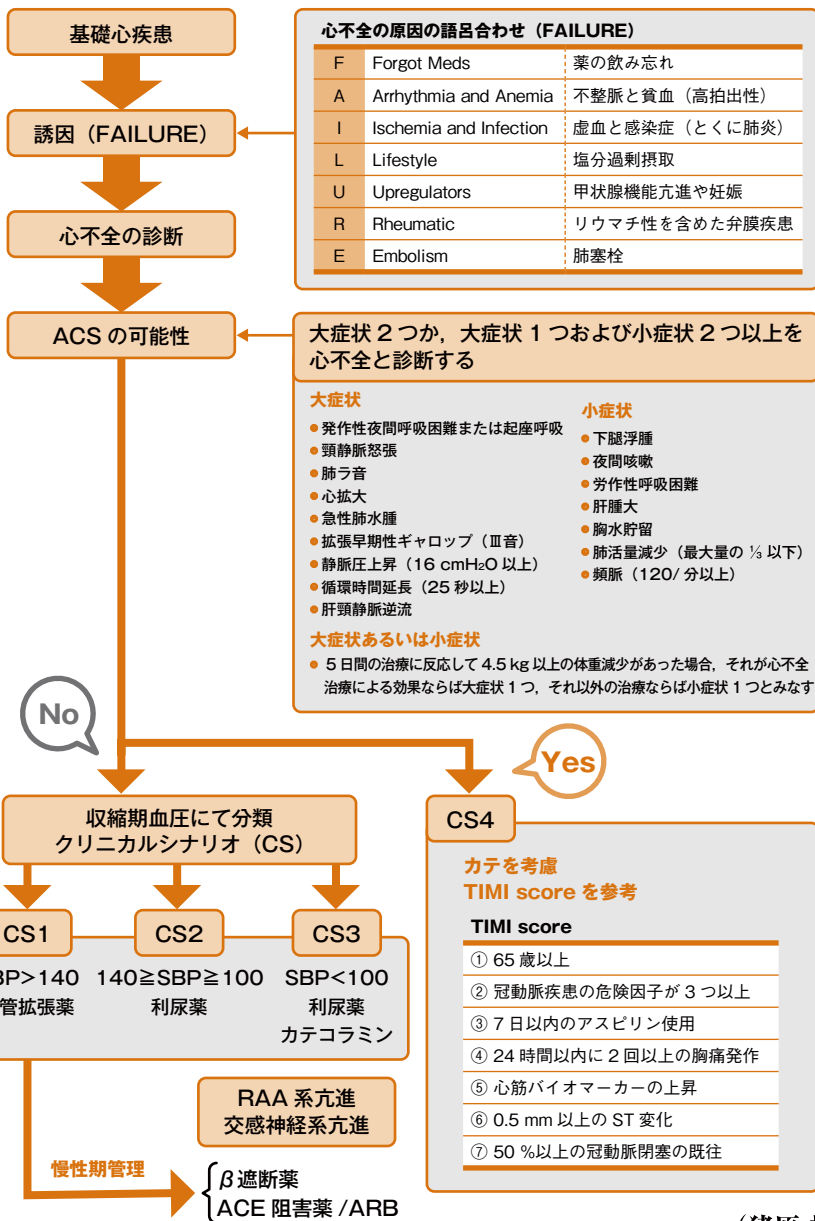 基礎心疾患
誘因（FAILURE）
心不全の診断
ACS の可能性
心不全の原因の語呂合わせ（FAILURE）
F Forgot Meds 薬の飲み忘れ
A Arrhythmia and Anemia 不整脈と貧血（高拍出性）
I Ischemia and Infection 虚血と感染症（とくに肺炎）
L Lifestyle 塩分過剰摂取
U Upregulators 甲状腺機能亢進や妊娠
R Rheumatic リウマチ性を含めた弁膜疾患
E Embolism 肺塞栓
大症状 2 つか，大症状 1 つおよび小症状 2 つ以上を
心不全と診断する
大症状
● 発作性夜間呼吸困難または起座呼吸
● 頸静脈怒張
● 肺ラ音
● 心拡大
● 急性肺水腫
● 拡張早期性ギャロップ（Ⅲ音）
● 静脈圧上昇（16 cmH₂O 以上）
● 循環時間延長（25 秒以上）
● 肝頸静脈逆流
小症状
● 下腿浮腫
● 夜間咳嗽
● 労作性呼吸困難
● 肝腫大
● 胸水貯留
● 肺活量減少（最大量の ⅓ 以下）
● 頻脈（120/ 分以上）
大症状あるいは小症状
● 5 日間の治療に反応して 4.5 kg 以上の体重減少があった場合，それが心不全
治療による効果ならば大症状 1 つ，それ以外の治療ならば小症状 1 つとみなす
No
Yes
収縮期血圧にて分類
クリニカルシナリオ（CS）
CS1
BP>140
管拡張薬
CS2
140≧SBP≧100
利尿薬
CS3
SBP<100
利尿薬
カテコラミン
CS4
カテを考慮
TIMI score を参考
TIMI score
① 65 歳以上
② 冠動脈疾患の危険因子が 3 つ以上
③ 7 日以内のアスピリン使用
④ 24 時間以内に 2 回以上の胸痛発作
⑤ 心筋バイオマーカーの上昇
⑥ 0.5 mm 以上の ST 変化
⑦ 50 %以上の冠動脈閉塞の既往
RAA 系亢進
交感神経系亢進
慢性期管理
β 遮断薬
ACE 阻害薬 /ARB